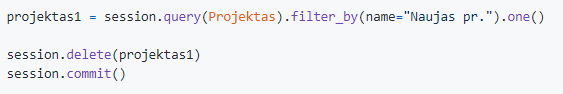 projektas1 = session.query(Projektas).filter_by(name="Naujas pr.").one()
session.delete(projektas1)
session.commit()